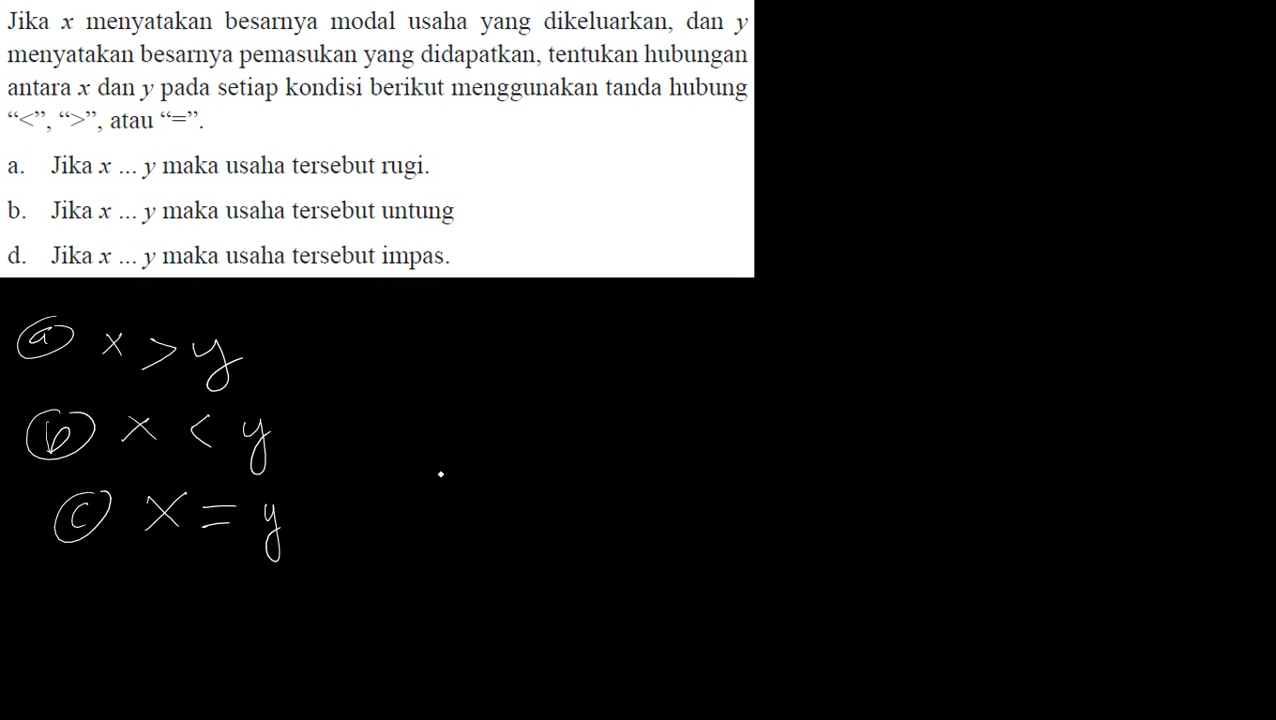 Jika x menyatakan besarnya modal usaha yang dikeluarkan, dan y
menyatakan besarnya pemasukan yang didapatkan, tentukan hubungan
antara x dan y pada setiap kondisi berikut menggunakan tanda hubung
“<”, “>”, atau “=”.
a. Jika x ... y maka usaha tersebut rugi.
b. Jika x ... y maka usaha tersebut untung
d. Jika x ... y maka usaha tersebut impas.
a x > y
b x < y
c x = y